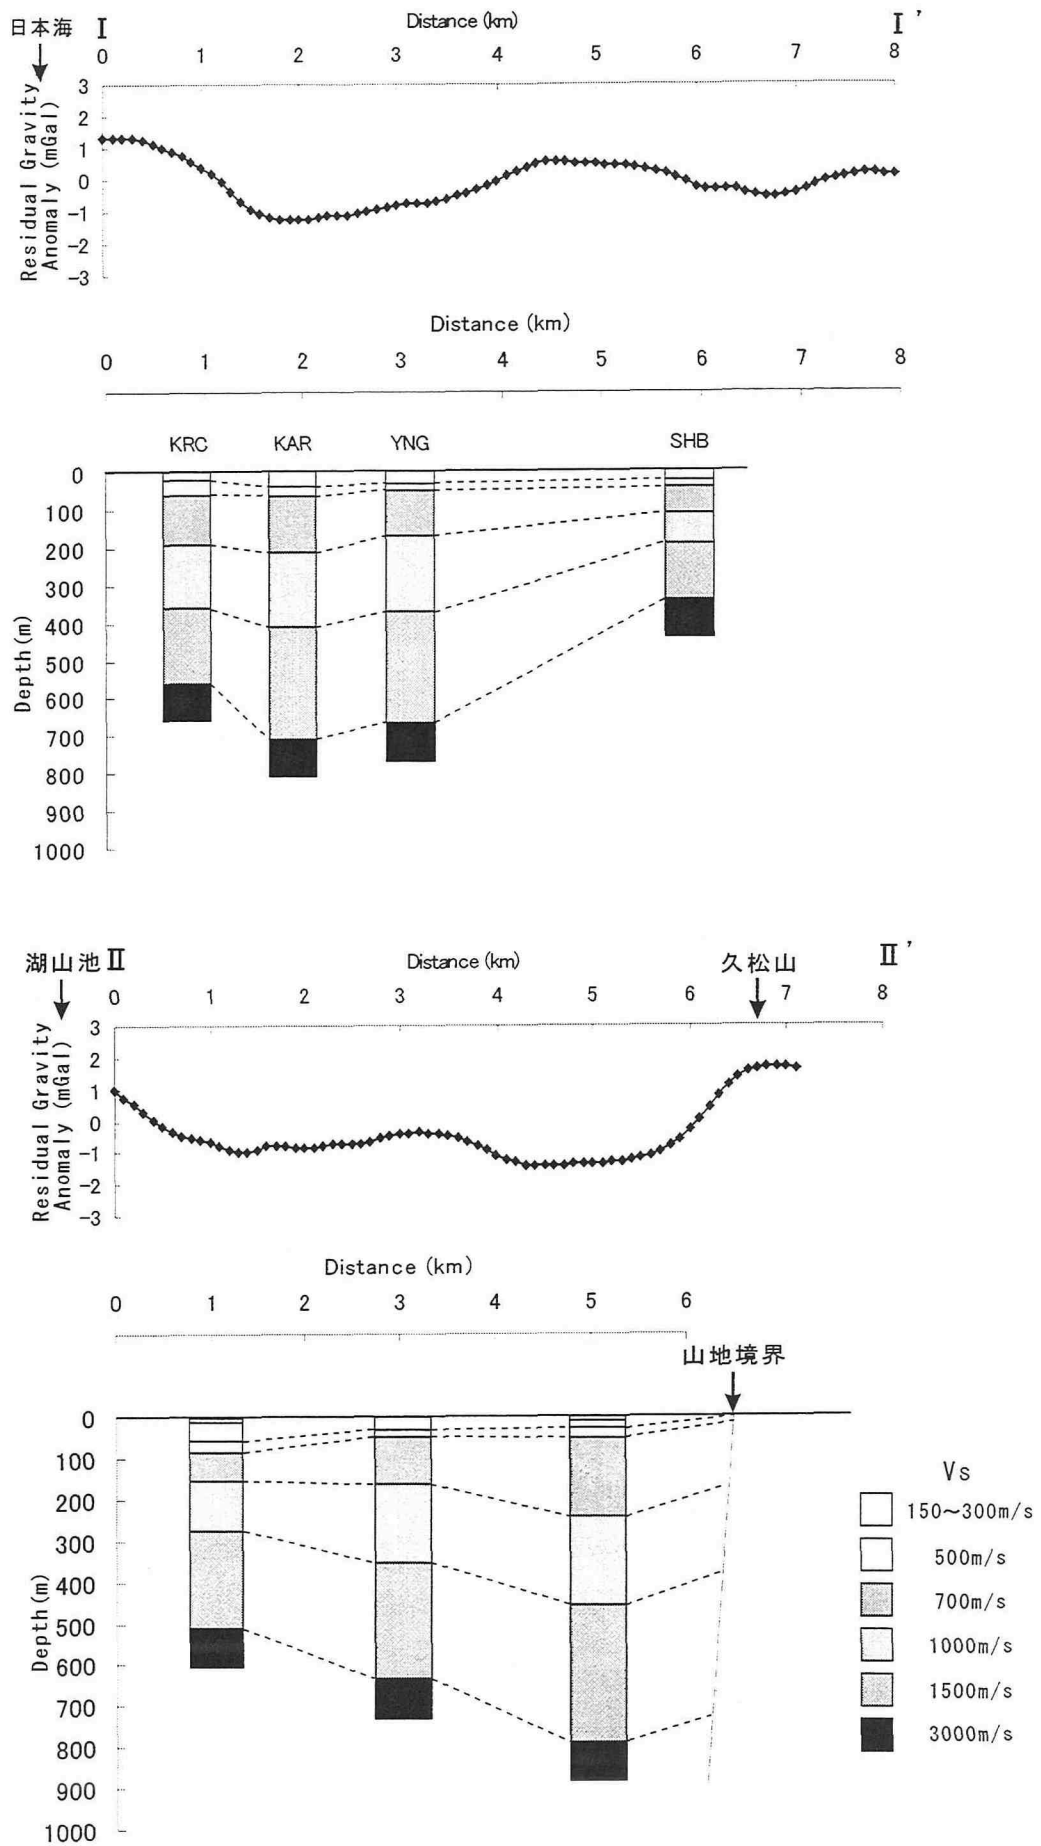 日本海 I Distance (km) I'
0 1 2 3 4 5 6 7 8
Residual Gravity
Anomaly (mGal)
3
2
1
0
-1
-2
-3
Distance (km)
0 1 2 3 4 5 6 7 8
KRC KAR YNG SHB
Depth(m)
0
100
200
300
400
500
600
700
800
900
1000
湖山池 II Distance (km) 久松山 II'
0 1 2 3 4 5 6 7 8
Residual Gravity
Anomaly (mGal)
3
2
1
0
-1
-2
-3
Distance (km)
0 1 2 3 4 5 6
山地境界
Depth(m)
0
100
200
300
400
500
600
700
800
900
1000
Vs
150～300m/s
500m/s
700m/s
1000m/s
1500m/s
3000m/s